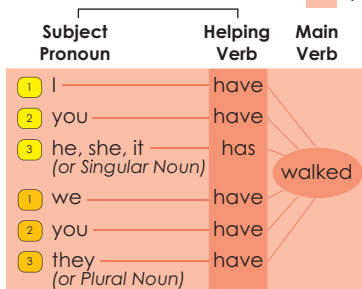 Subject Pronoun Helping Verb Main Verb
1 I have
2 you have
3 he, she, it has
(or Singular Noun)
walked
1 we have
2 you have
3 they have
(or Plural Noun)